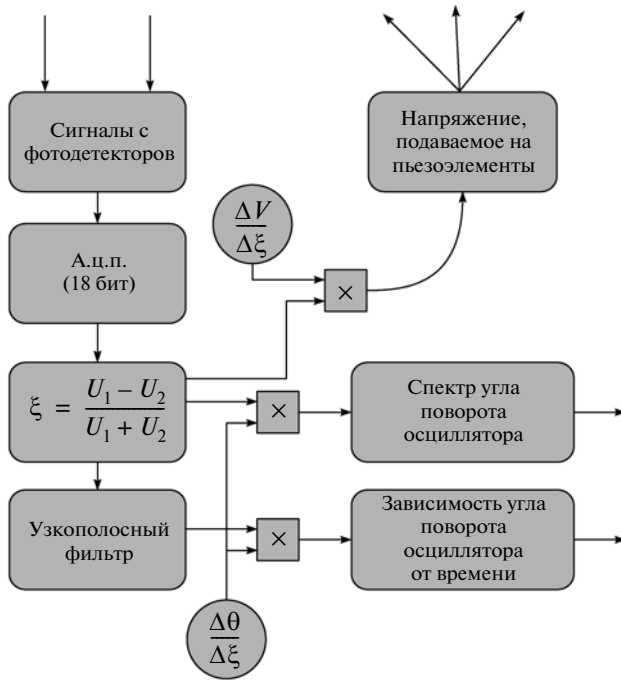 Сигналы с
фотодетекторов
Напряжение,
подаваемое на
пьезоэлементы
ΔV
Δξ
×
А.ц.п.
(18 бит)
ξ = U₁ – U₂
U₁ + U₂
×
Спектр угла
поворота
осциллятора
Узкополосный
фильтр
×
Зависимость угла
поворота
осциллятора
от времени
Δθ
Δξ